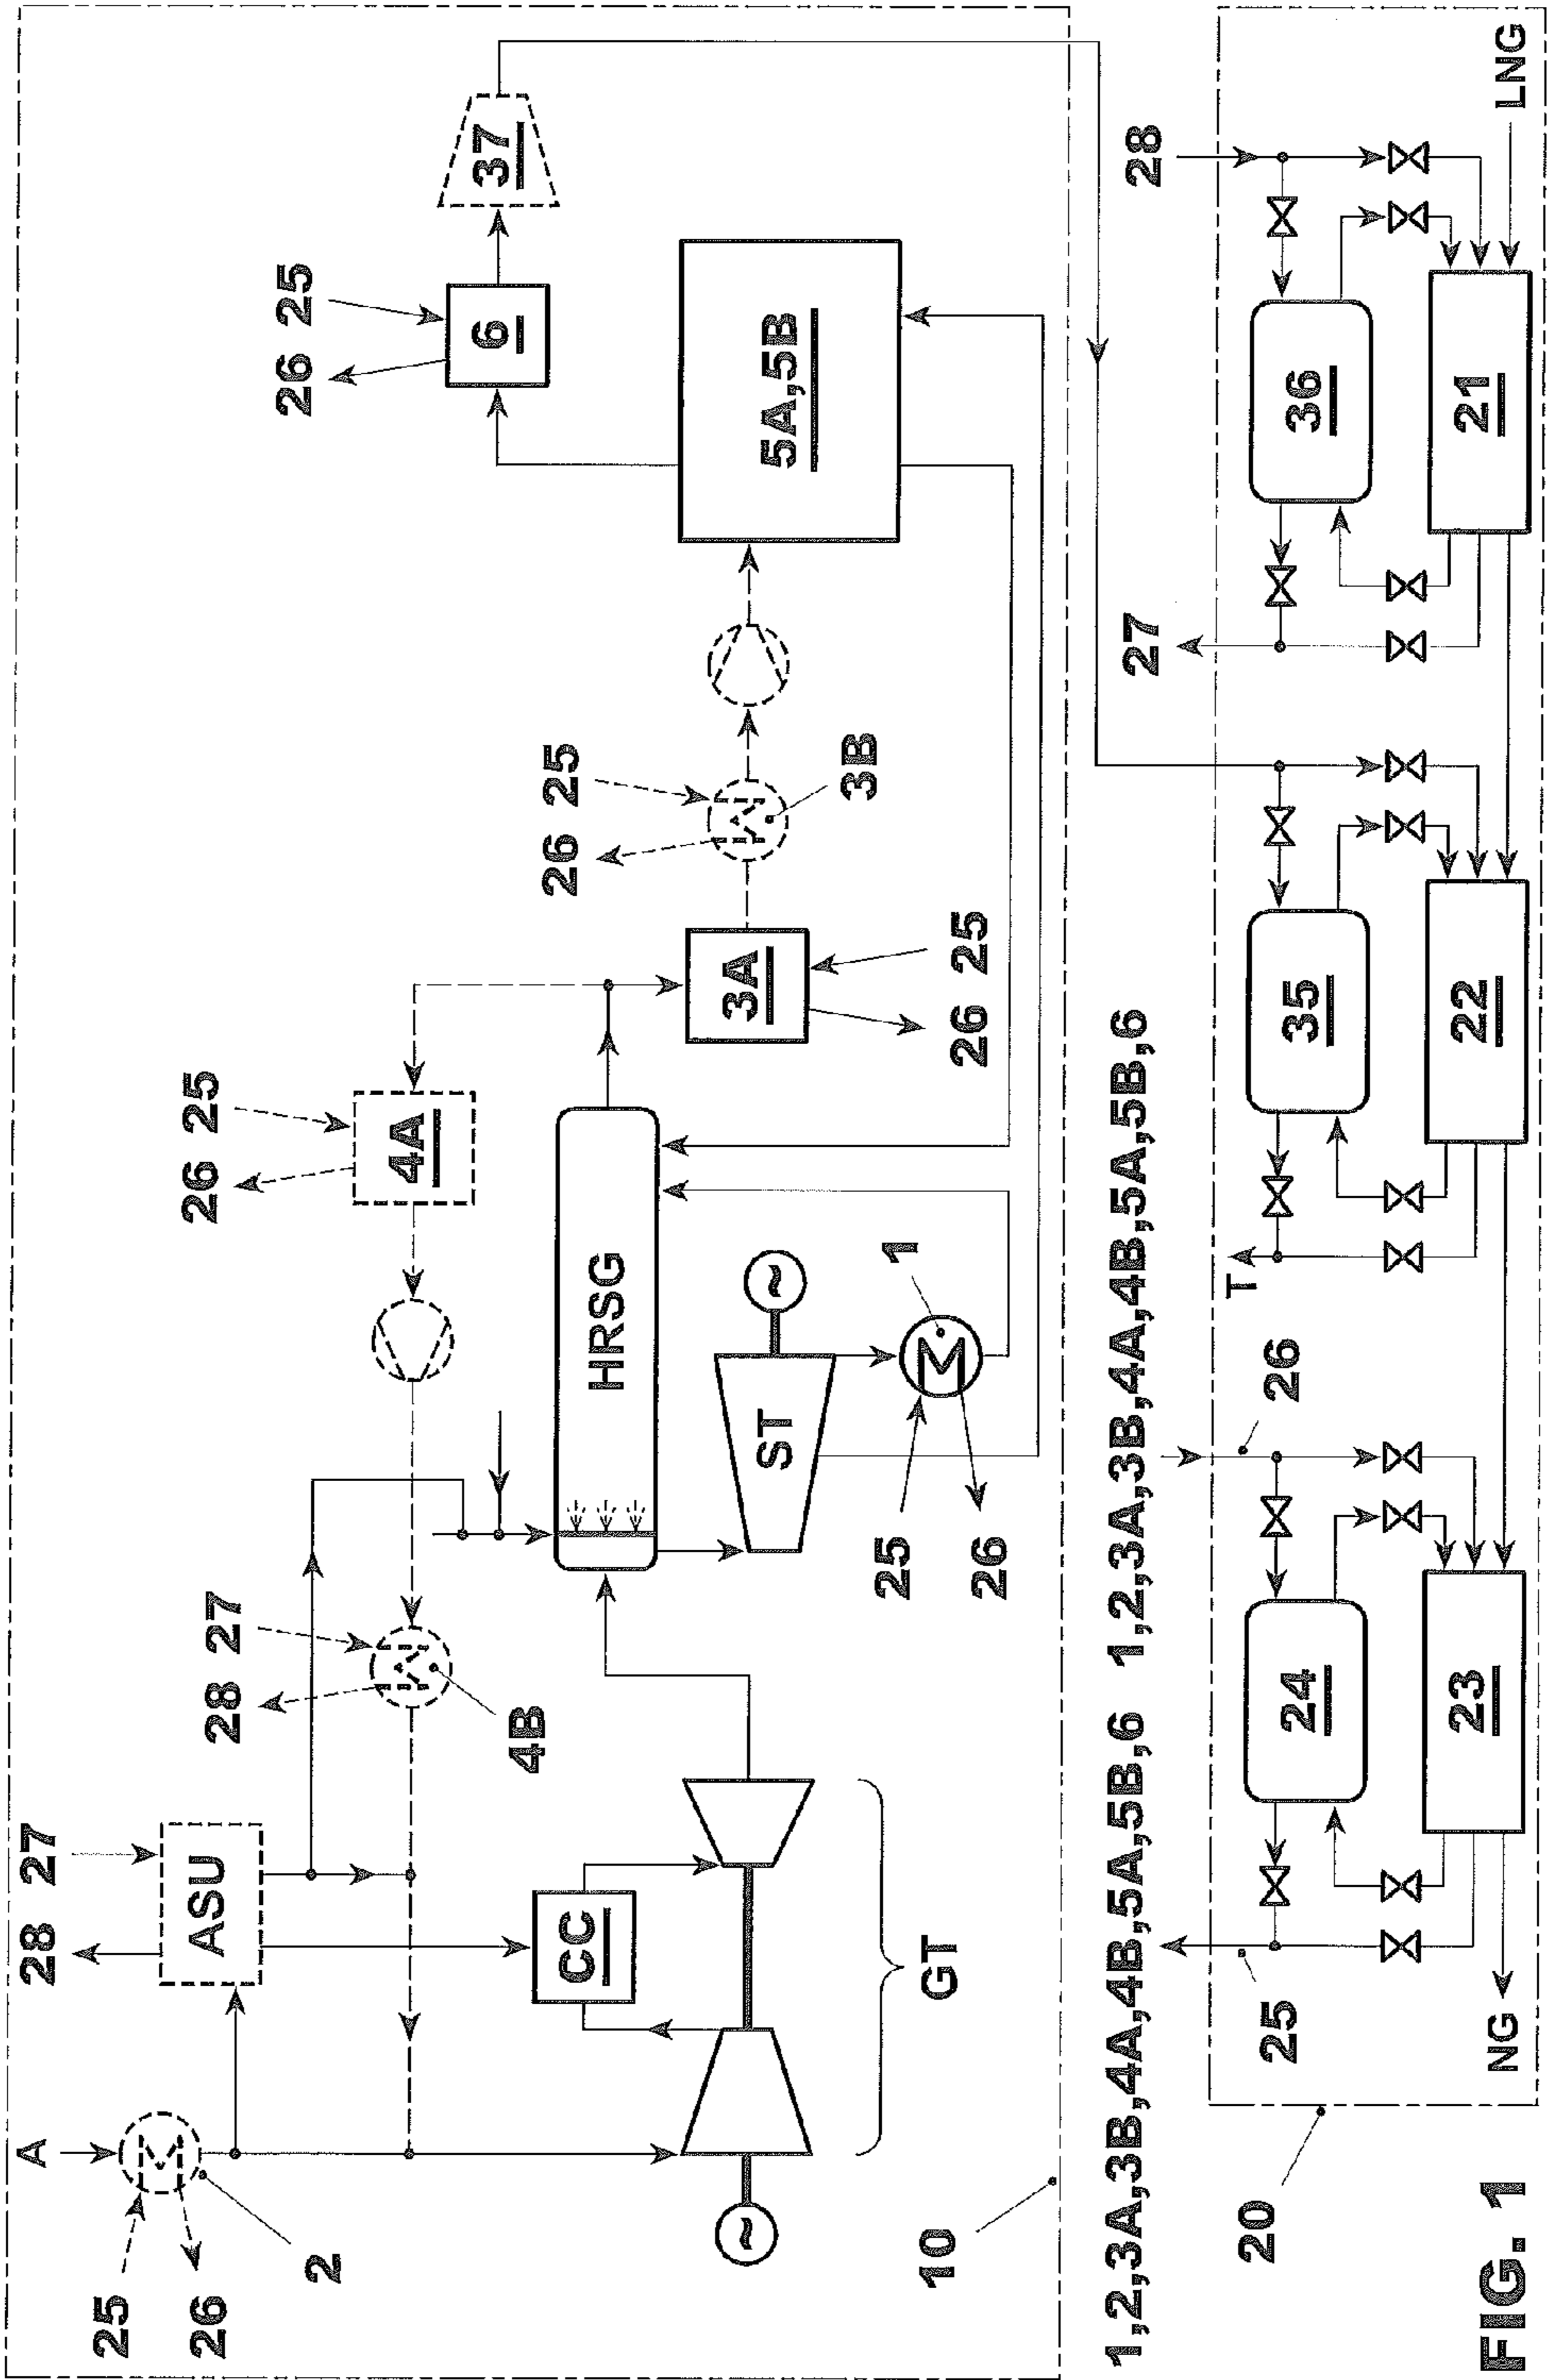 A
25
26
2
28
27
ASU
CC
GT
28
27
4B
26
25
4A
HRSG
ST
1
25
26
3A
26
25
26
25
3B
5A,5B
26
25
6
37
10
1,2,3A,3B,4A,4B,5A,5B,6
1,2,3A,3B,4A,4B,5A,5B,6
20
25
26
24
23
NG
T
35
22
27
28
36
21
LNG
FIG. 1